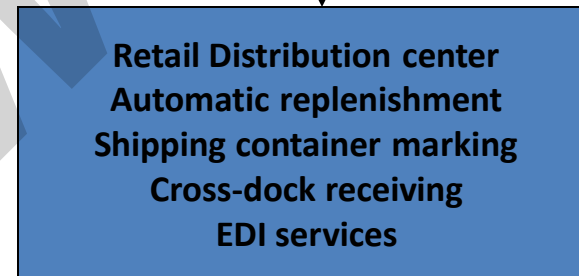 Retail Distribution center
Automatic replenishment
Shipping container marking
Cross-dock receiving
EDI services